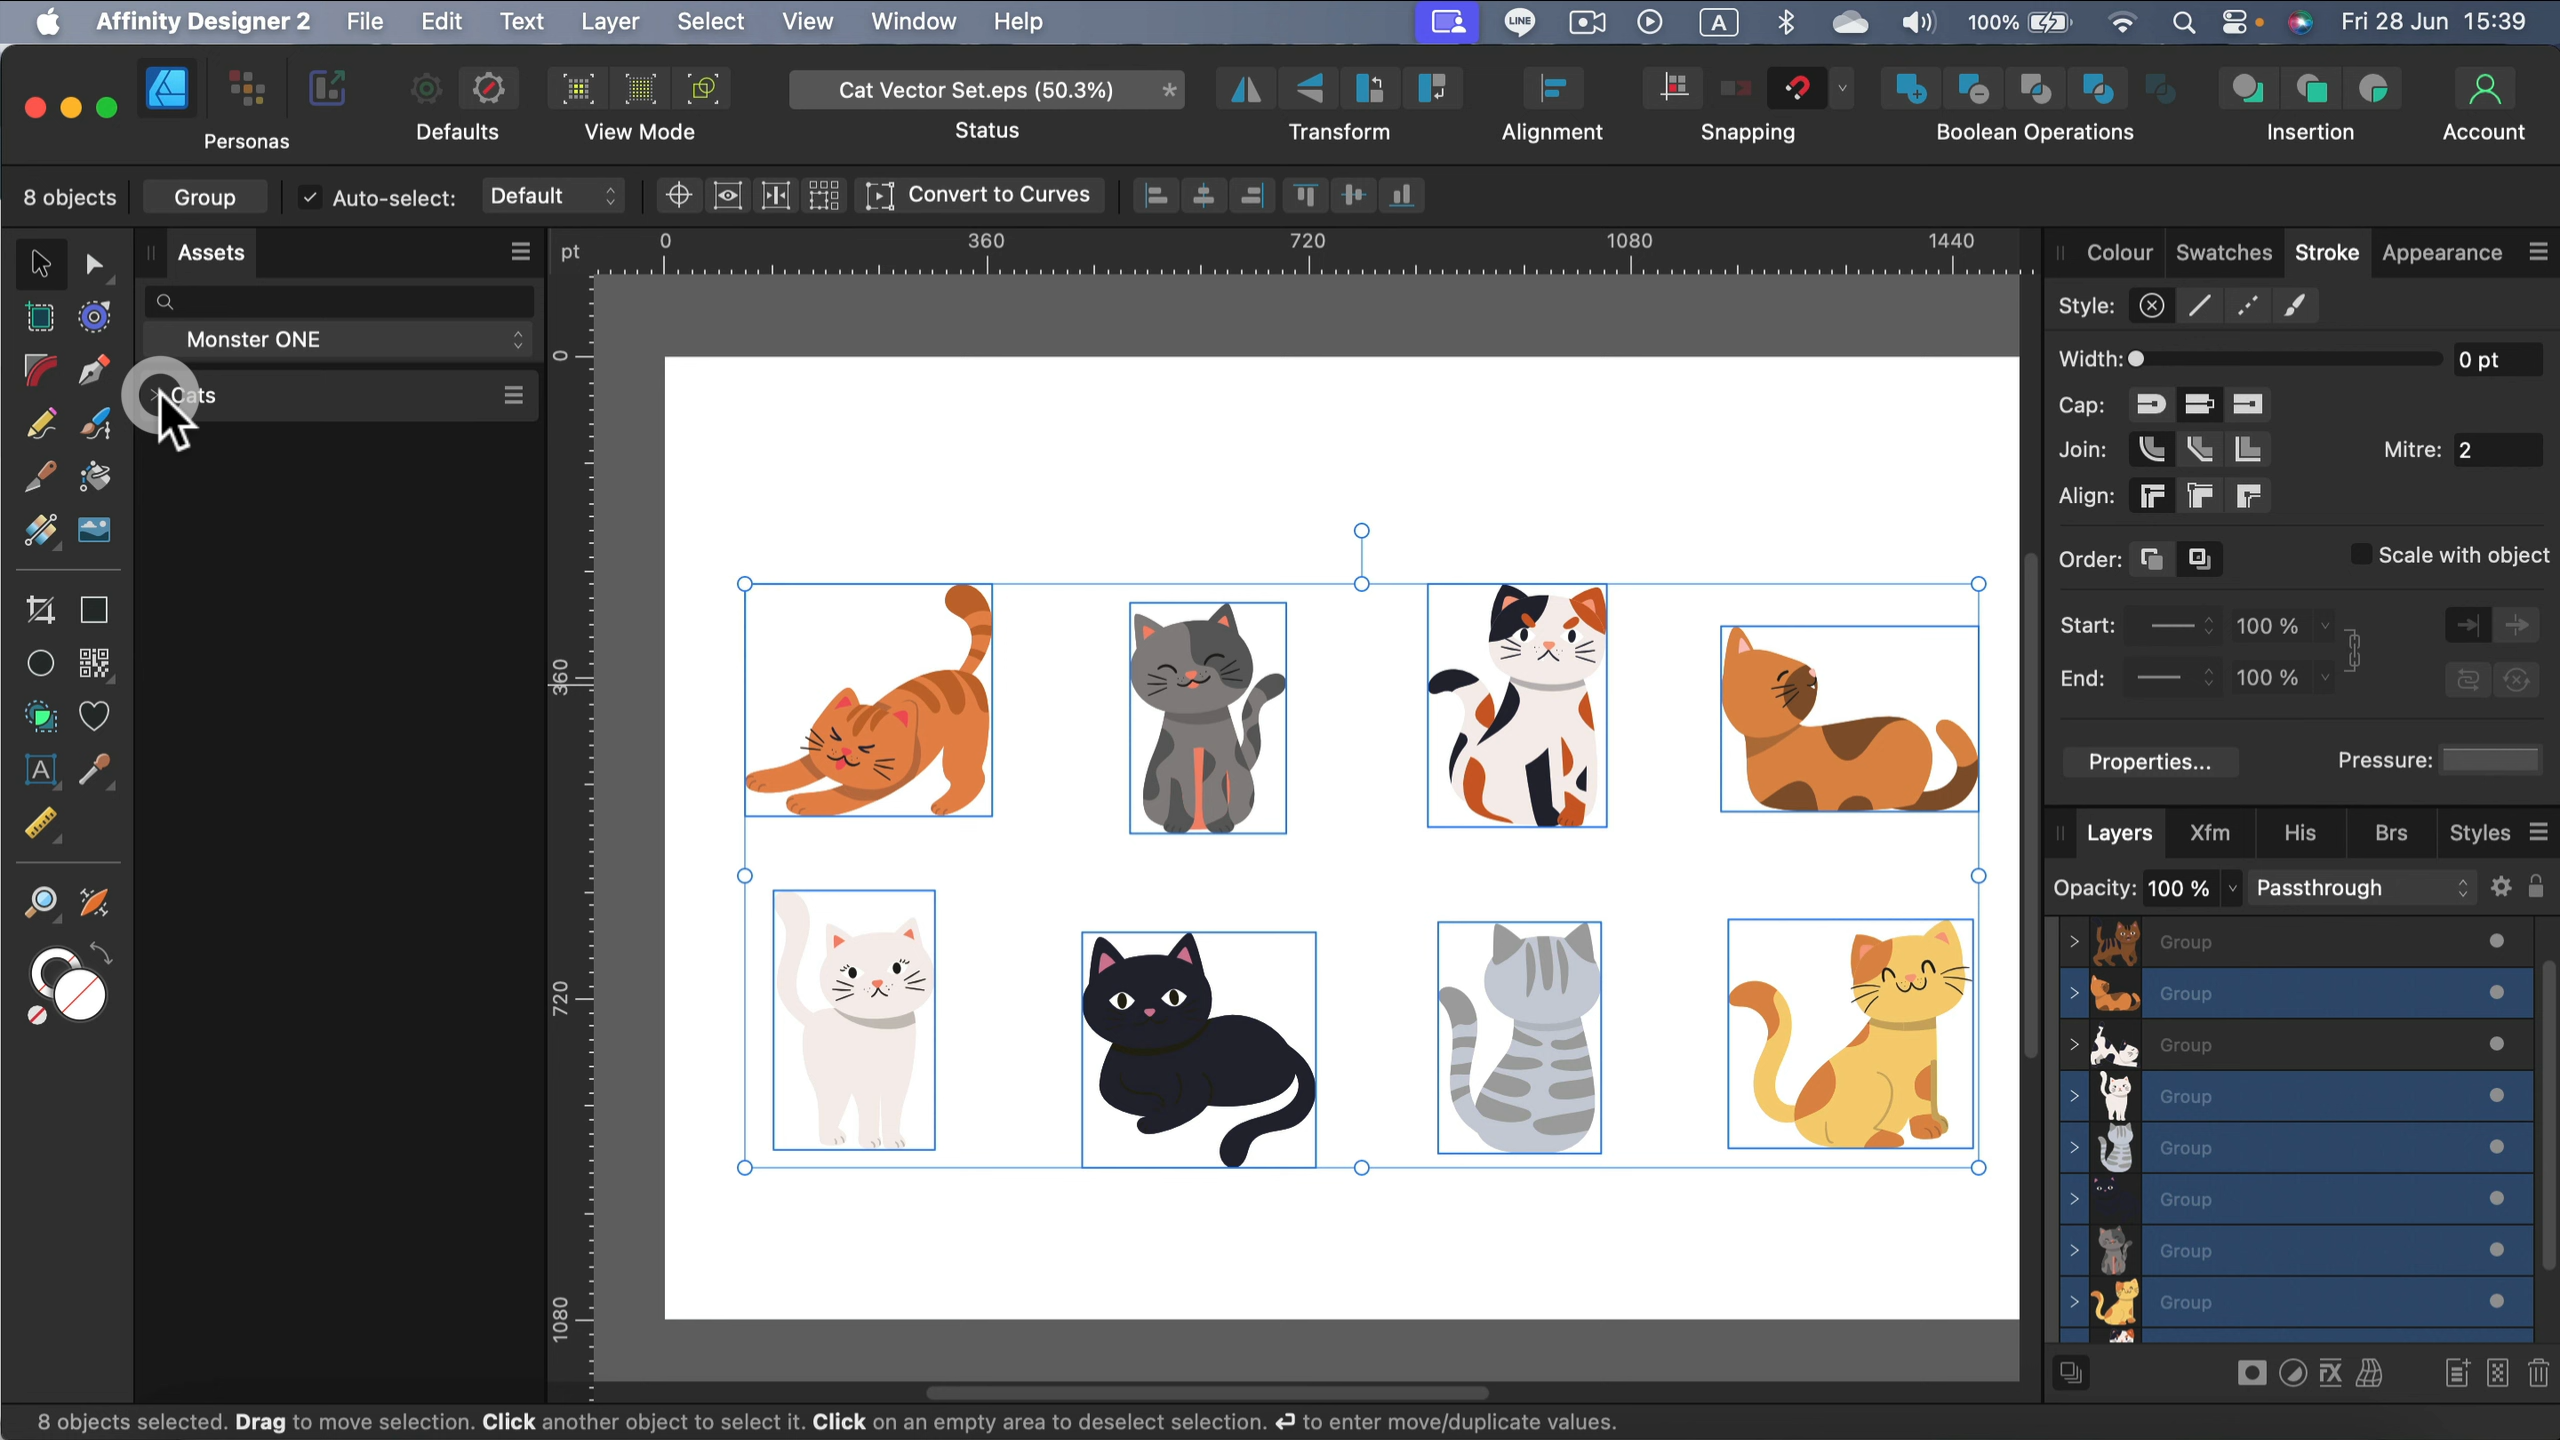 Affinity Designer 2 File Edit Text Layer Select View Window Help LINE A 100% Fri 28 Jun 15:39
Cat Vector Set.eps (50.3%) *
Personas Defaults View Mode Status Transform Alignment Snapping Boolean Operations Insertion Account
8 objects Group Auto-select: Default Convert to Curves
Assets
Monster ONE
Cats
pt 0 360 720 1080 1440
0
360
720
1080
Colour Swatches Stroke Appearance
Style:
Width: 0 pt
Cap:
Join: Mitre: 2
Align:
Order: Scale with object
Start: 100 %
End: 100 %
Properties... Pressure:
Layers Xfm His Brs Styles
Opacity: 100 % Passthrough
Group
Group
Group
Group
Group
Group
Group
Group
FX
A
8 objects selected. Drag to move selection. Click another object to select it. Click on an empty area to deselect selection. ↩ to enter move/duplicate values.